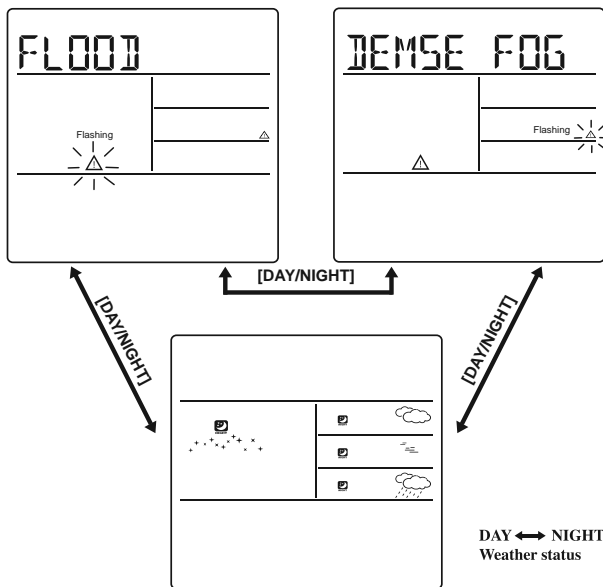 FLOOD
DEMSE FOG
Flashing
Flashing
[DAY/NIGHT]
[DAY/NIGHT]
[DAY/NIGHT]
DAY ⟷ NIGHT
Weather status